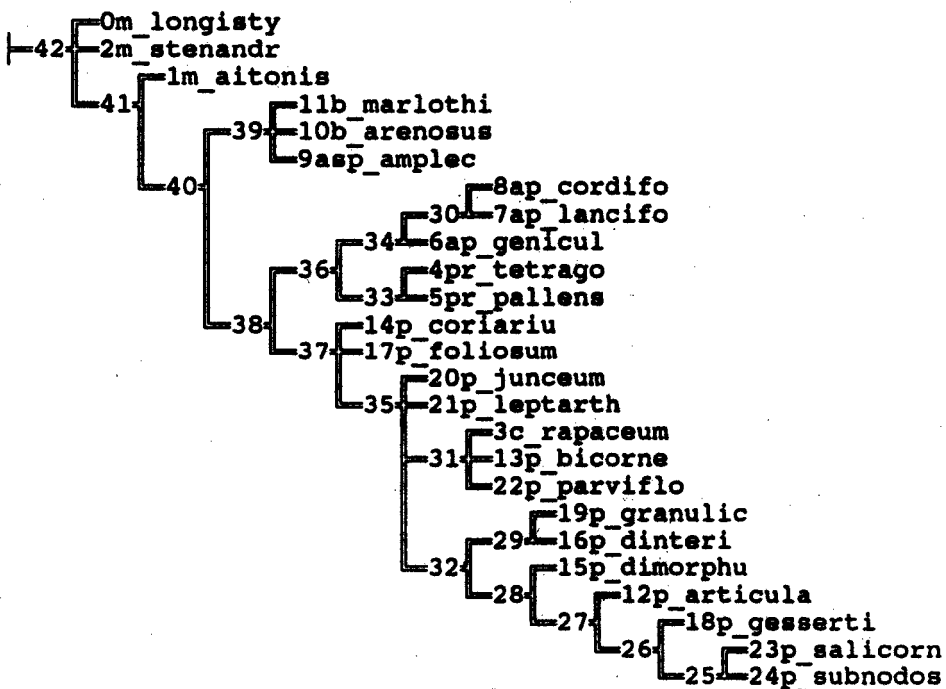 0m_longisty
42 2m_stenandr
1m_aitonis
41 11b_marlothi
39 10b_arenosus
9asp_amplec
40 8ap_cordifo
30 7ap_lancifo
34 6ap_genicul
36 4pr_tetrago
33 5pr_pallens
38 14p_coriariu
37 17p_foliosum
20p_junceum
35 21p_leptarth
3c_rapaceum
31 13p_bicorne
22p_parviflo
19p_granulic
29 16p_dinteri
32 15p_dimorphu
28 12p_articula
27 18p_gesserti
26 23p_salicorn
25 24p_subnodos